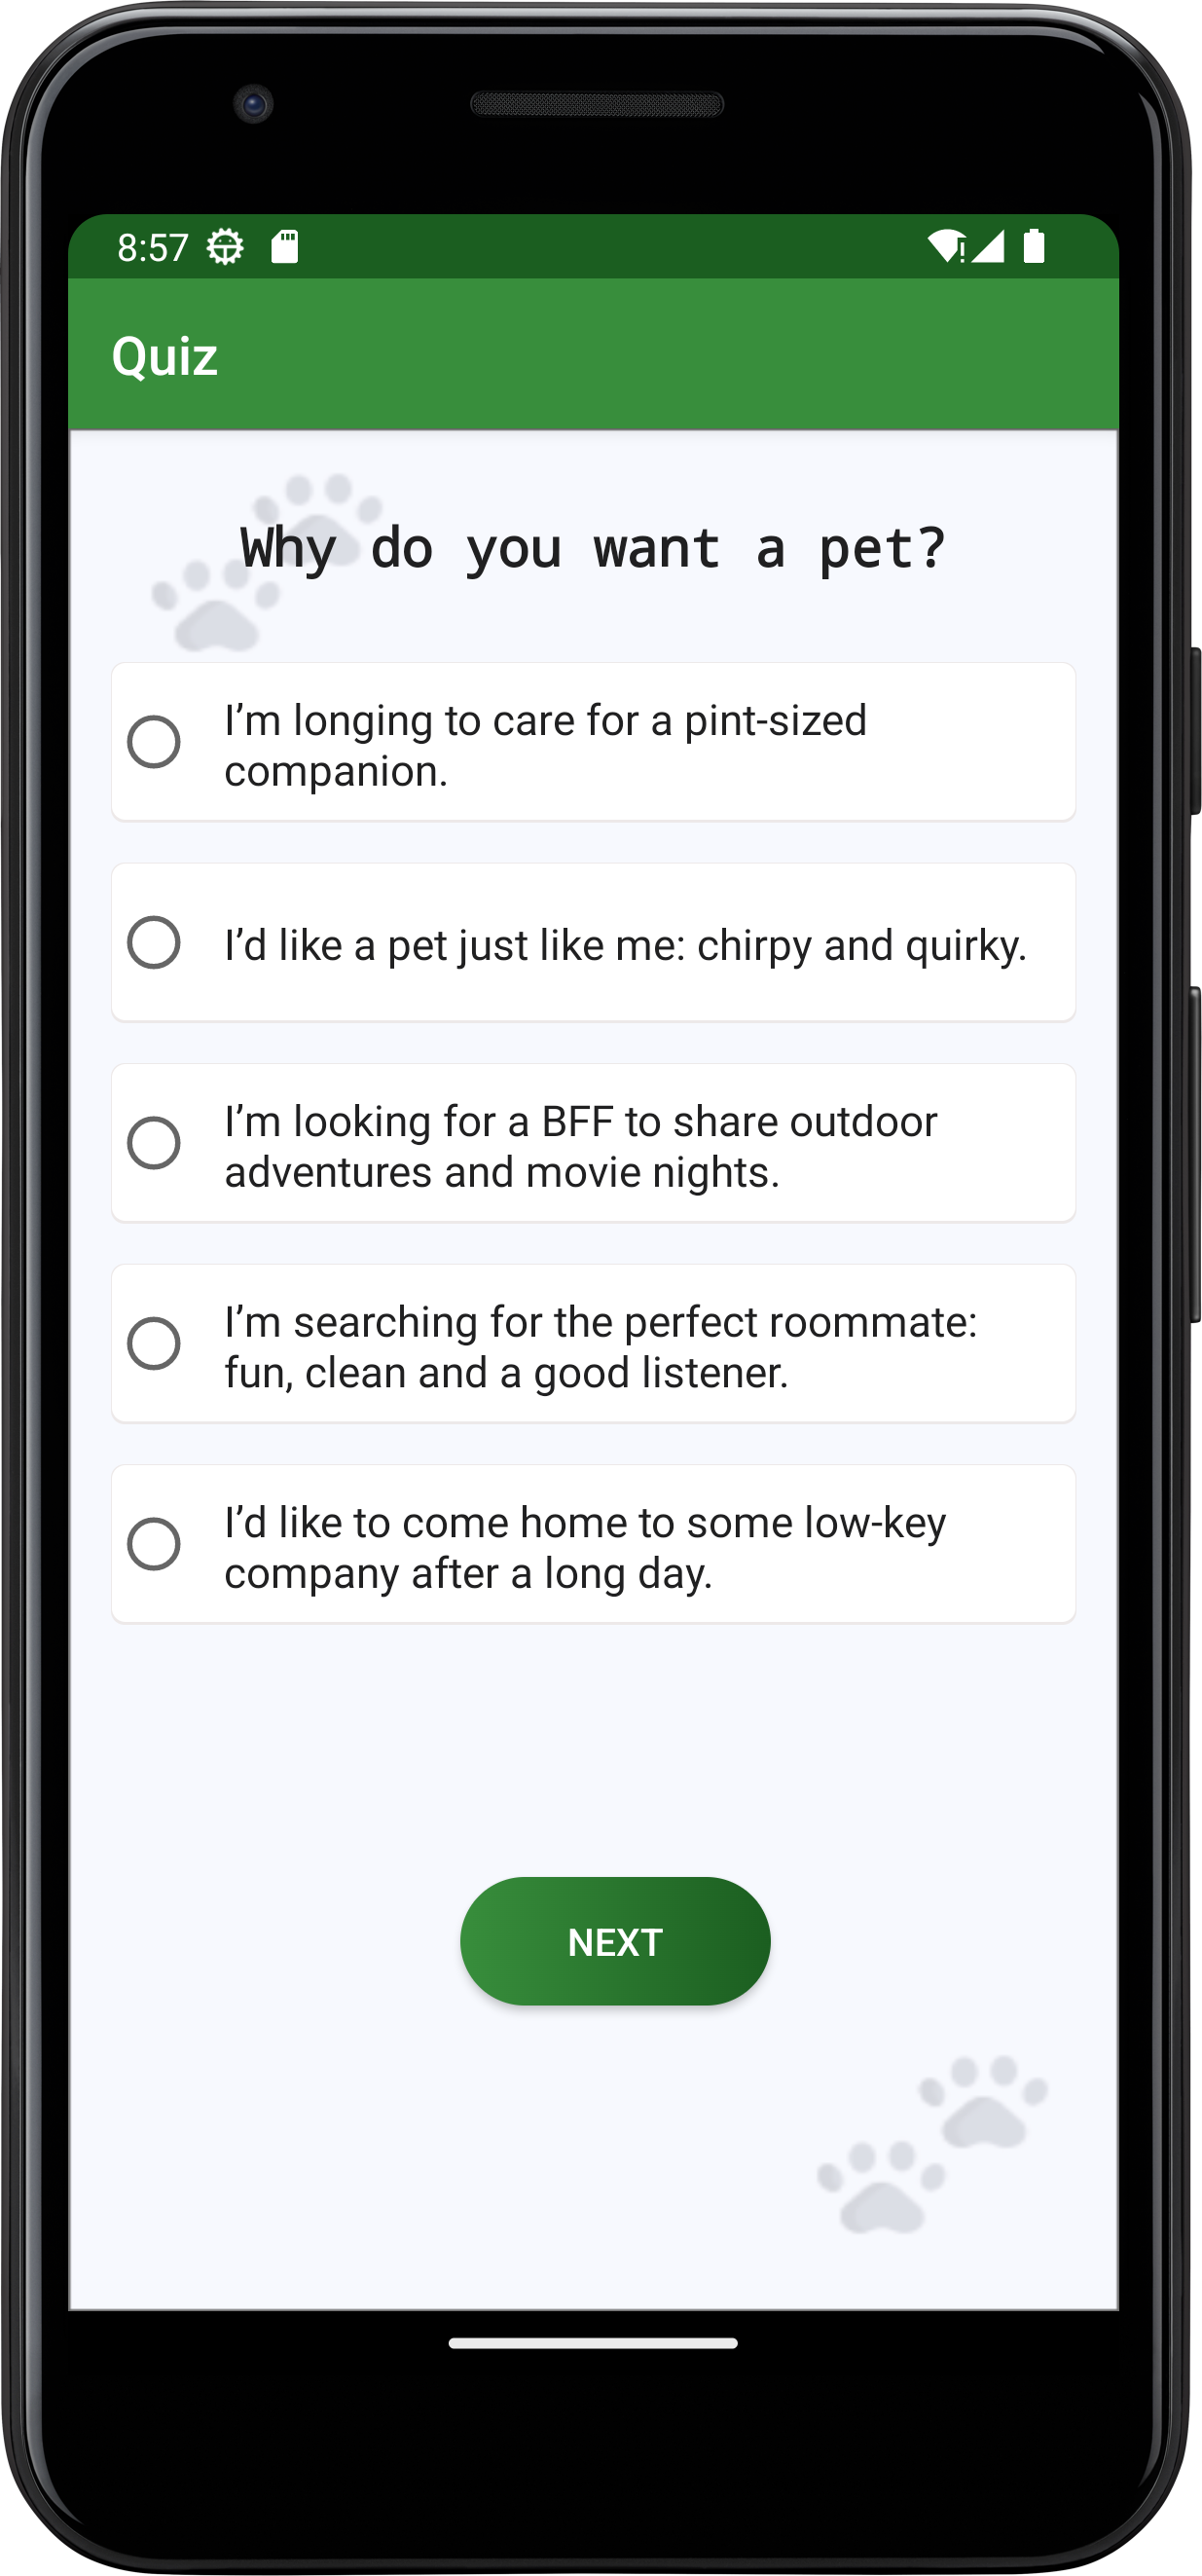 8:57
Quiz
Why do you want a pet?
I’m longing to care for a pint-sized
companion.
I’d like a pet just like me: chirpy and quirky.
I’m looking for a BFF to share outdoor
adventures and movie nights.
I’m searching for the perfect roommate:
fun, clean and a good listener.
I’d like to come home to some low-key
company after a long day.
NEXT